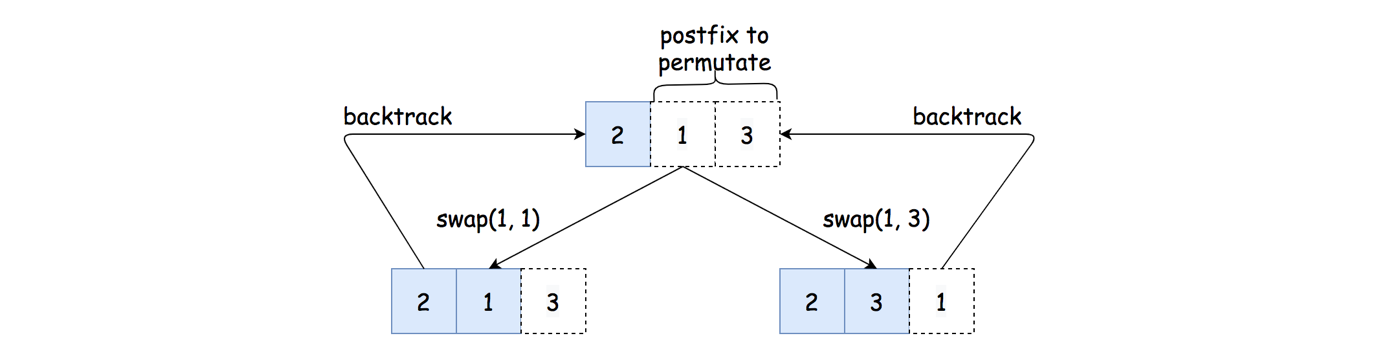 postfix to
permutate
backtrack
backtrack
2 1 3
swap(1, 1)
swap(1, 3)
2 1 3
2 3 1